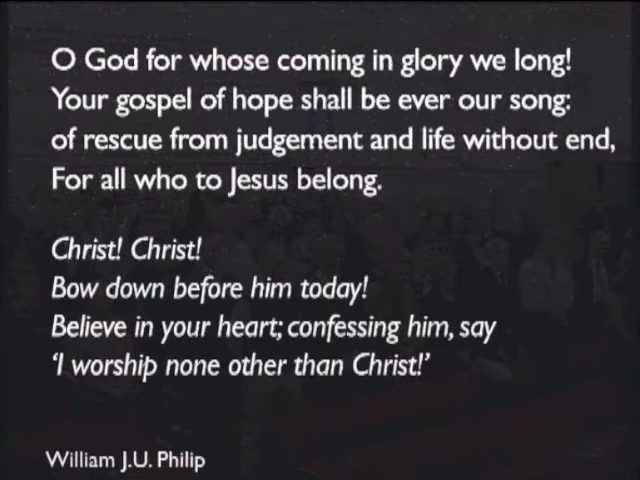 O God for whose coming in glory we long!
Your gospel of hope shall be ever our song:
of rescue from judgement and life without end,
For all who to Jesus belong.
Christ! Christ!
Bow down before him today!
Believe in your heart; confessing him, say
‘I worship none other than Christ!’
William J.U. Philip